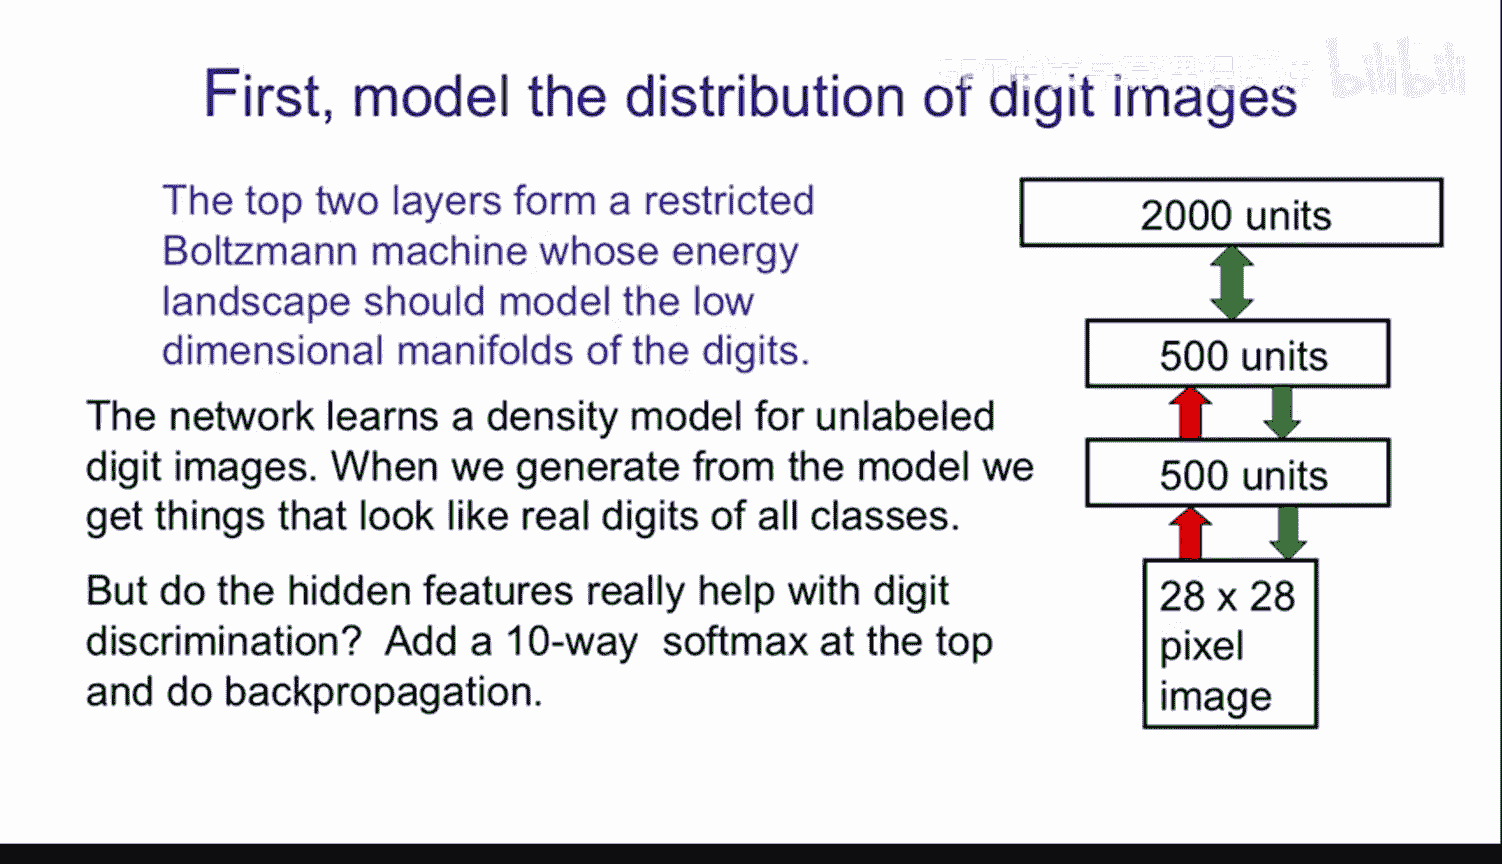 First, model the distribution of digit images
bilibili
The top two layers form a restricted
Boltzmann machine whose energy
landscape should model the low
dimensional manifolds of the digits.
The network learns a density model for unlabeled
digit images. When we generate from the model we
get things that look like real digits of all classes.
But do the hidden features really help with digit
discrimination?  Add a 10-way  softmax at the top
and do backpropagation.
2000 units
500 units
500 units
28 x 28
pixel
image